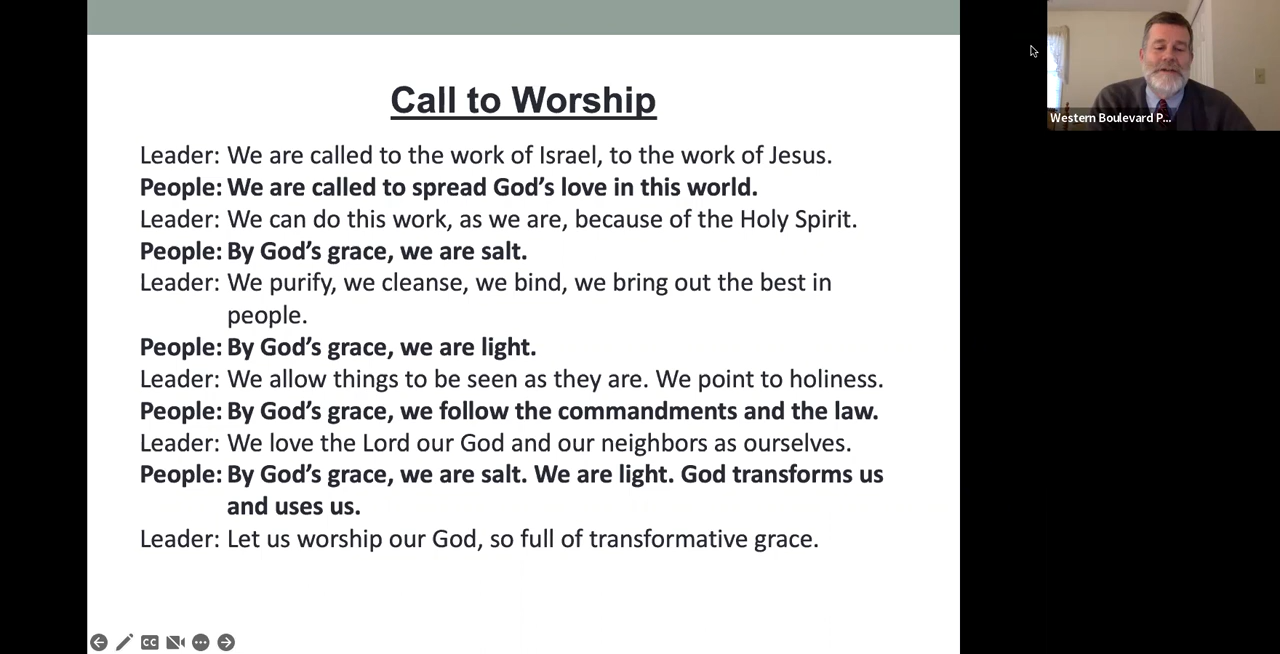 Call to Worship
Leader: We are called to the work of Israel, to the work of Jesus.
People: We are called to spread God’s love in this world.
Leader: We can do this work, as we are, because of the Holy Spirit.
People: By God’s grace, we are salt.
Leader: We purify, we cleanse, we bind, we bring out the best in
people.
People: By God’s grace, we are light.
Leader: We allow things to be seen as they are. We point to holiness.
People: By God’s grace, we follow the commandments and the law.
Leader: We love the Lord our God and our neighbors as ourselves.
People: By God’s grace, we are salt. We are light. God transforms us
and uses us.
Leader: Let us worship our God, so full of transformative grace.
Western Boulevard P...
CC